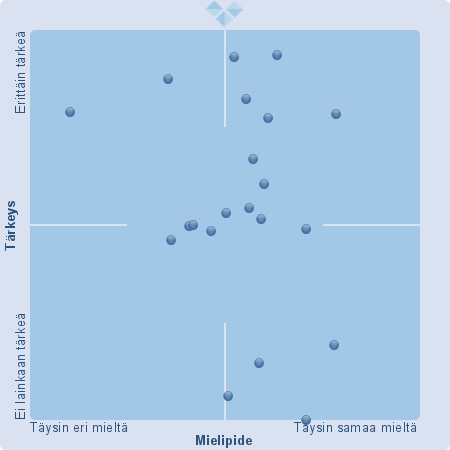 Erittäin tärkeä
Tärkeys
Ei lainkaan tärkeä
Täysin eri mieltä
Täysin samaa mieltä
Mielipide